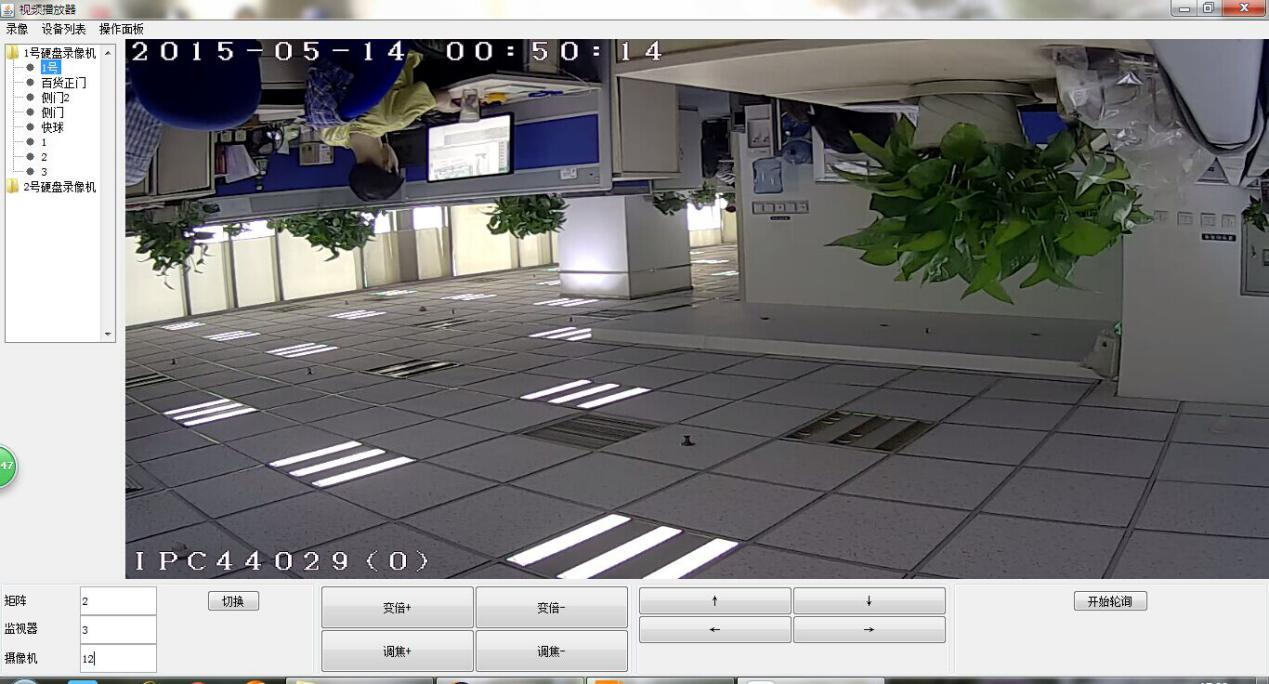 视频播放器
录像 设备列表 操作面板
1号硬盘录像机
1号
百货正门
侧门2
侧门
快球
1
2
3
2号硬盘录像机
2015-05-14 00:50:14
IPC44029(0)
47
矩阵 2 切换
监视器 3
摄像机 12
变倍+ 变倍-
调焦+ 调焦-
↑ ↓
← →
开始轮询